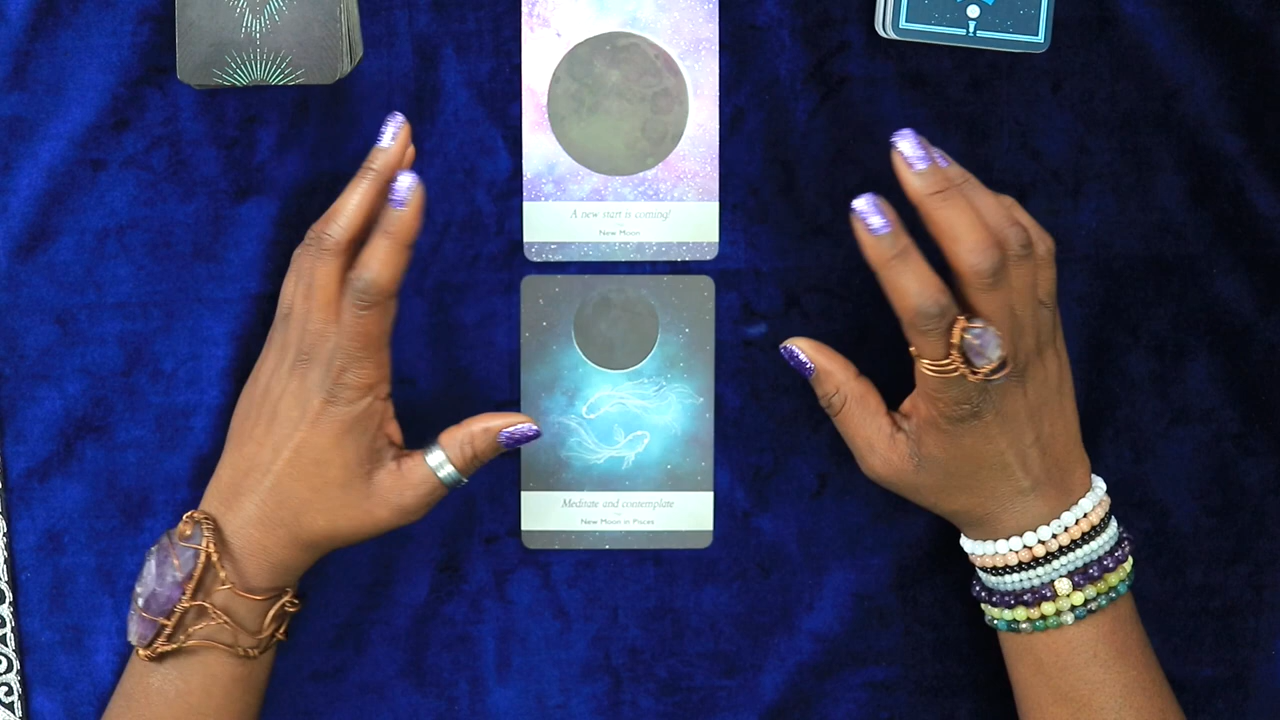 A new start is coming!
New Moon
Meditate and contemplate
New Moon in Pisces